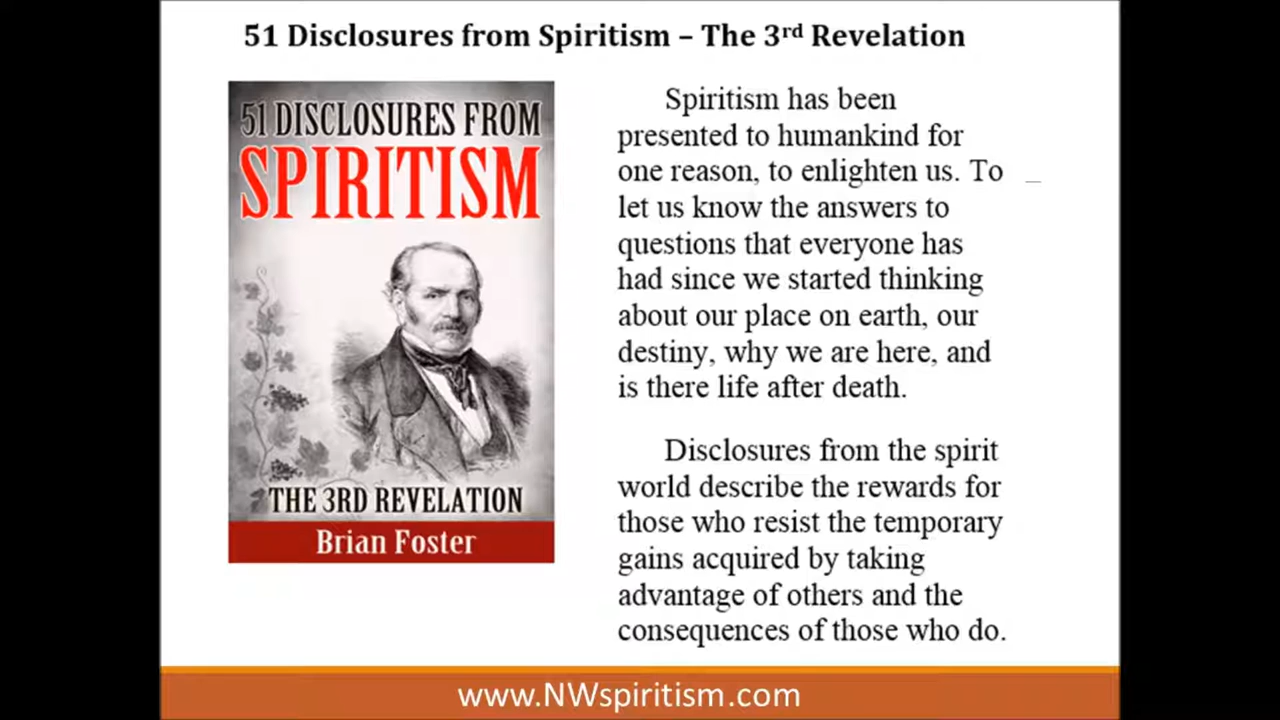 51 Disclosures from Spiritism – The 3rd Revelation
51 DISCLOSURES FROM
SPIRITISM
THE 3RD REVELATION
Brian Foster
Spiritism has been
presented to humankind for
one reason, to enlighten us. To
let us know the answers to
questions that everyone has
had since we started thinking
about our place on earth, our
destiny, why we are here, and
is there life after death.
Disclosures from the spirit
world describe the rewards for
those who resist the temporary
gains acquired by taking
advantage of others and the
consequences of those who do.
www.NWspiritism.com